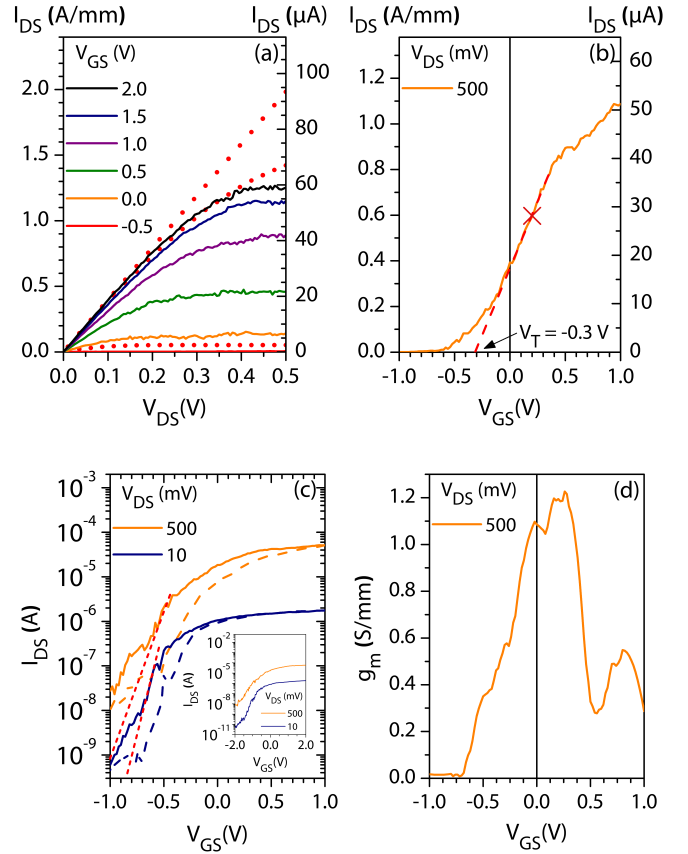 I_DS (A/mm) I_DS (µA)
V_GS (V) (a) 100
2.0
2.0 80
1.5
1.5 1.0
0.5 60
1.0 0.0
-0.5 40
0.5
20
0.0 0
0.0 0.1 0.2 0.3 0.4 0.5
V_DS(V)
I_DS (A/mm) I_DS (µA)
V_DS (mV) (b)
500 60
1.2
1.0 50
0.8 40
0.6 30
0.4 20
0.2 10
V_T = -0.3 V
0.0 0
-1.0 -0.5 0.0 0.5 1.0
V_GS(V)
10^-3
V_DS (mV) (c)
10^-4 500
10^-5 10
10^-6
10^-7
10^-8
10^-9
I_DS (A)
-1.0 -0.5 0.0 0.5 1.0
V_GS(V)
10^-2
10^-5
10^-8
10^-11
I_DS (A)
V_DS (mV)
500
10
-2.0 0.0 2.0
V_GS(V)
V_DS (mV) (d)
500
1.2
0.9
0.6
0.3
0.0
g_m (S/mm)
-1.0 -0.5 0.0 0.5 1.0
V_GS(V)